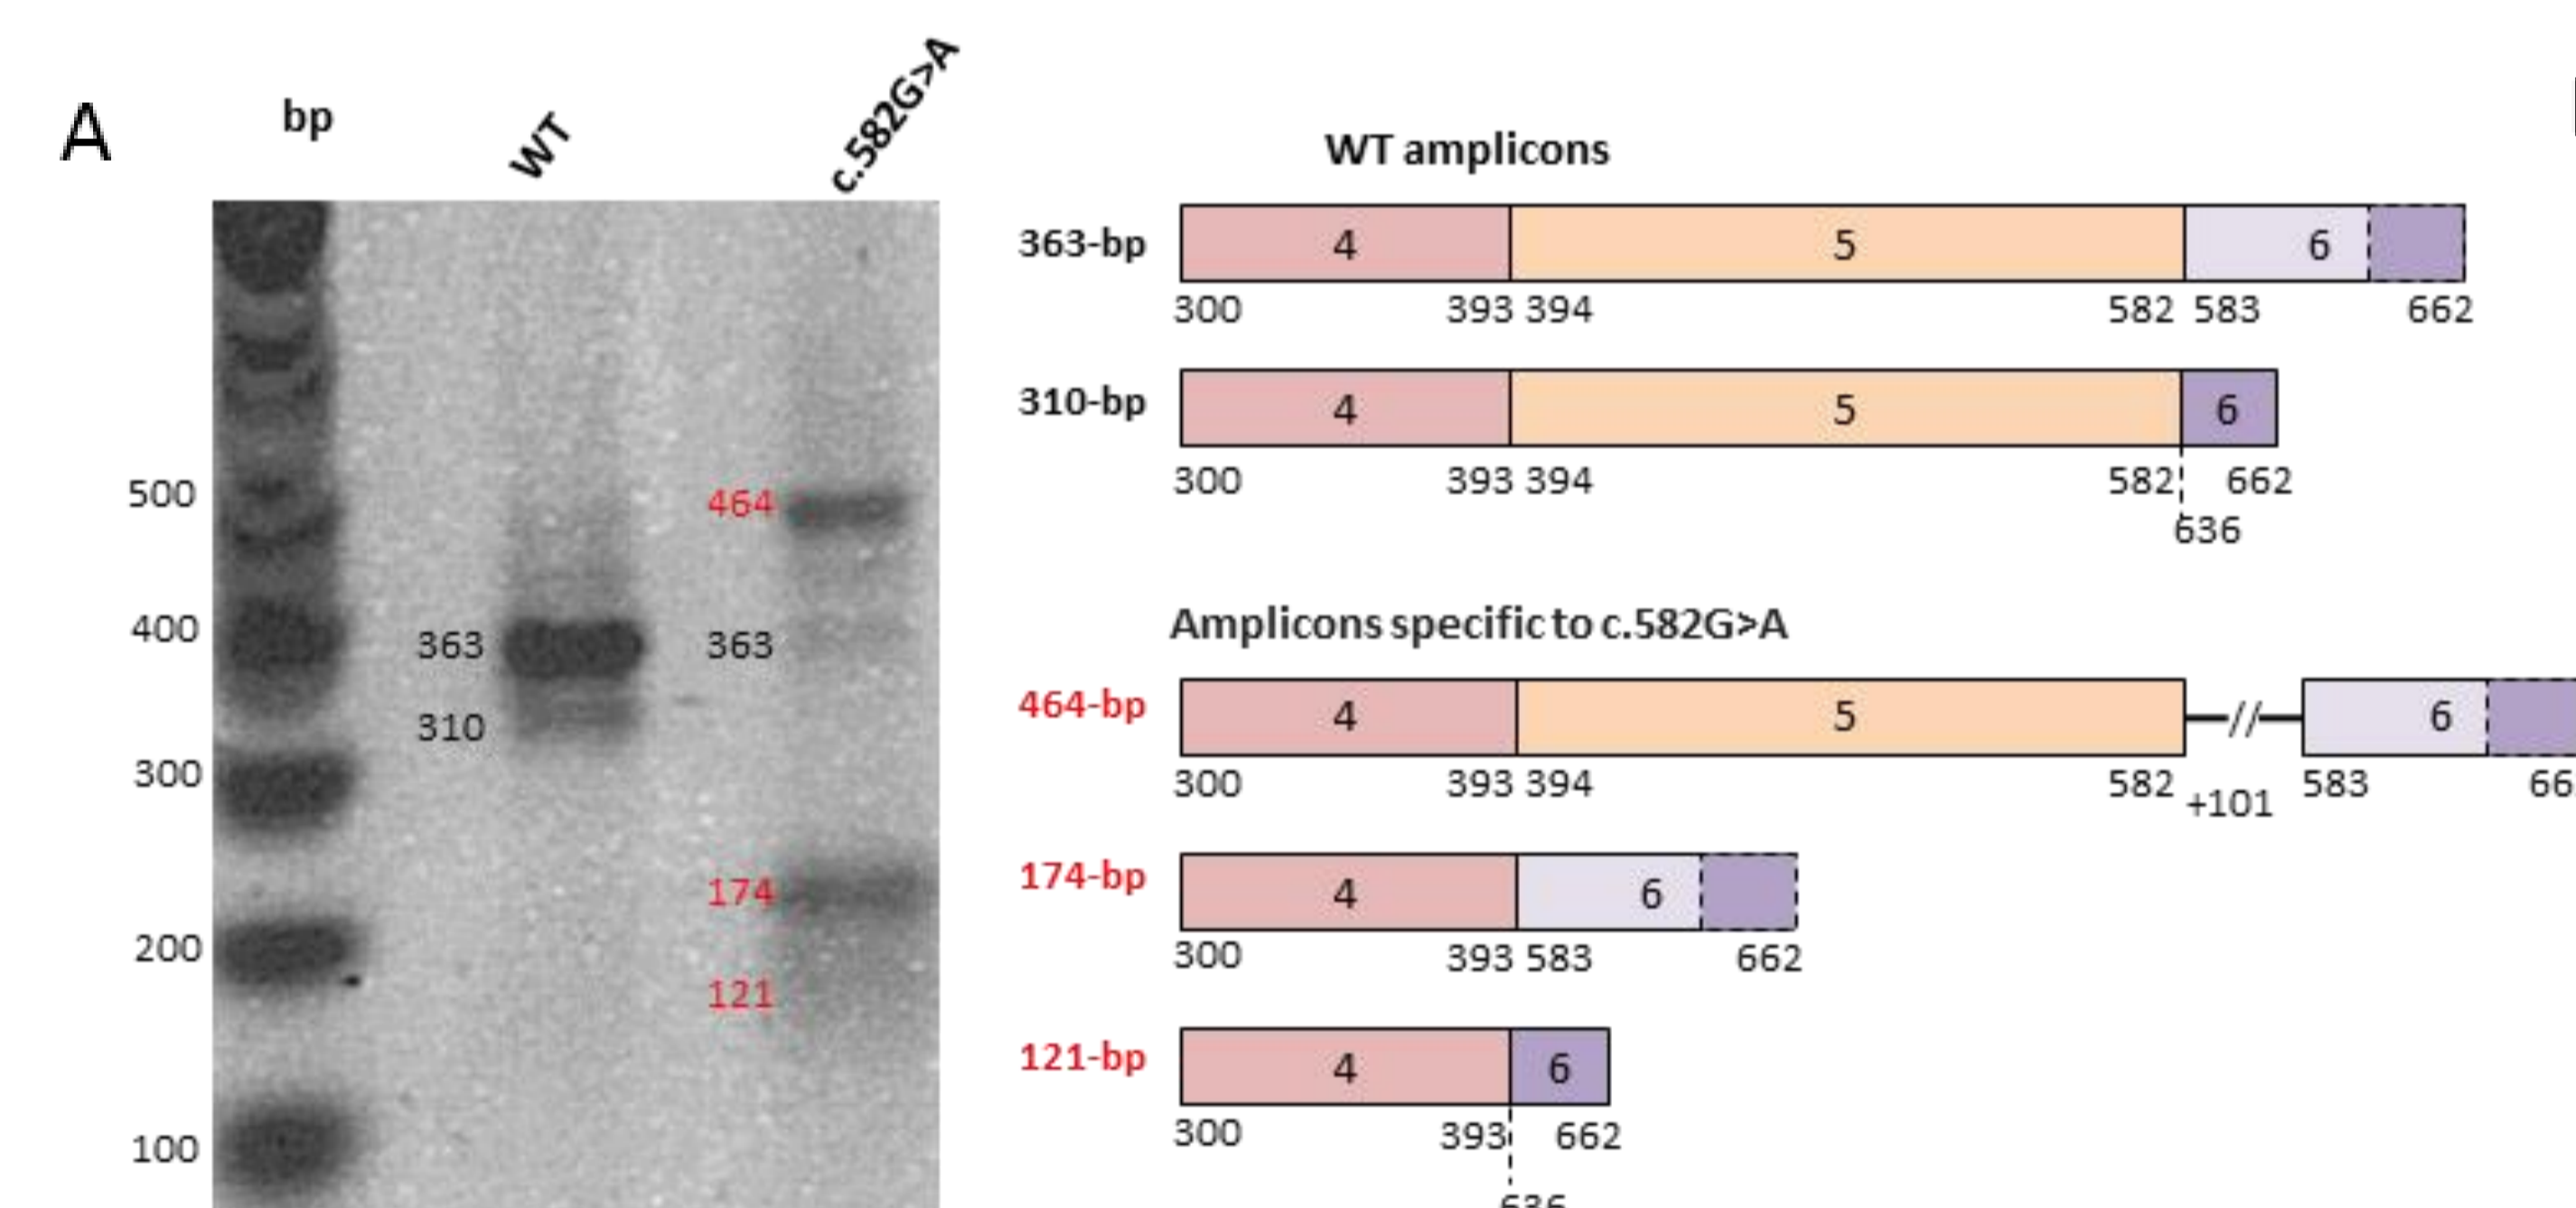 A
bp
WT
c.582G>A
500
400
300
200
100
363
310
464
363
174
121
WT amplicons
363-bp
4 5 6
300 393 394 582 583 662
310-bp
4 5 6
300 393 394 582 662
636
Amplicons specific to c.582G>A
464-bp
4 5 // 6
300 393 394 582 +101 583 66
174-bp
4 6
300 393 583 662
121-bp
4 6
300 393 662
636